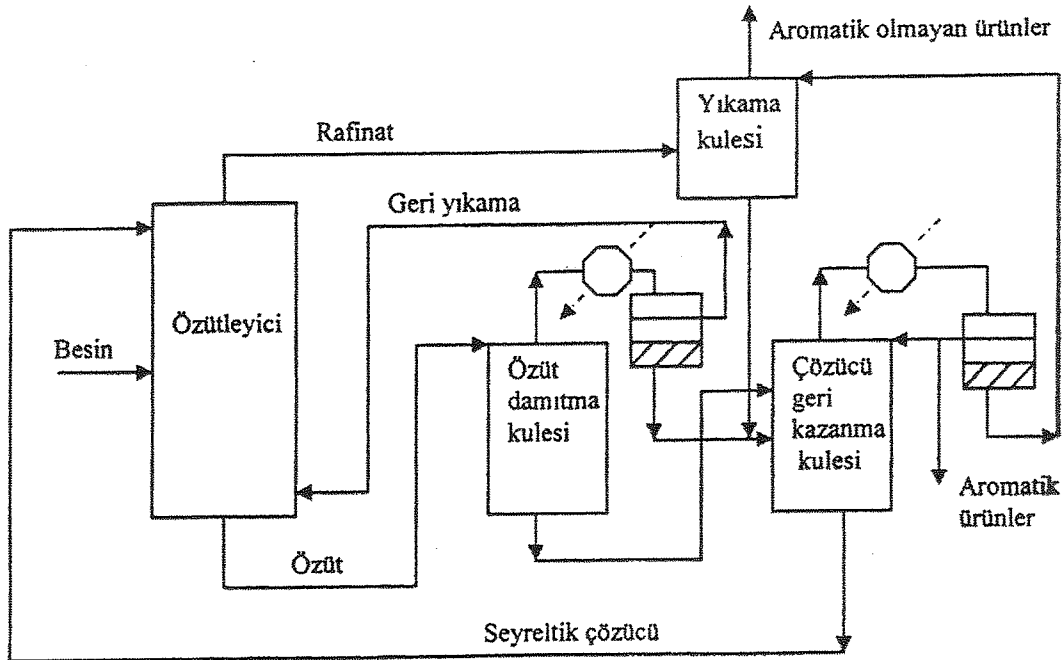 Aromatik olmayan ürünler
Yıkama
kulesi
Rafinat
Geri yıkama
Özütleyici
Besin
Özüt
damıtma
kulesi
Çözücü
geri
kazanma
kulesi
Aromatik
ürünler
Özüt
Seyreltik çözücü